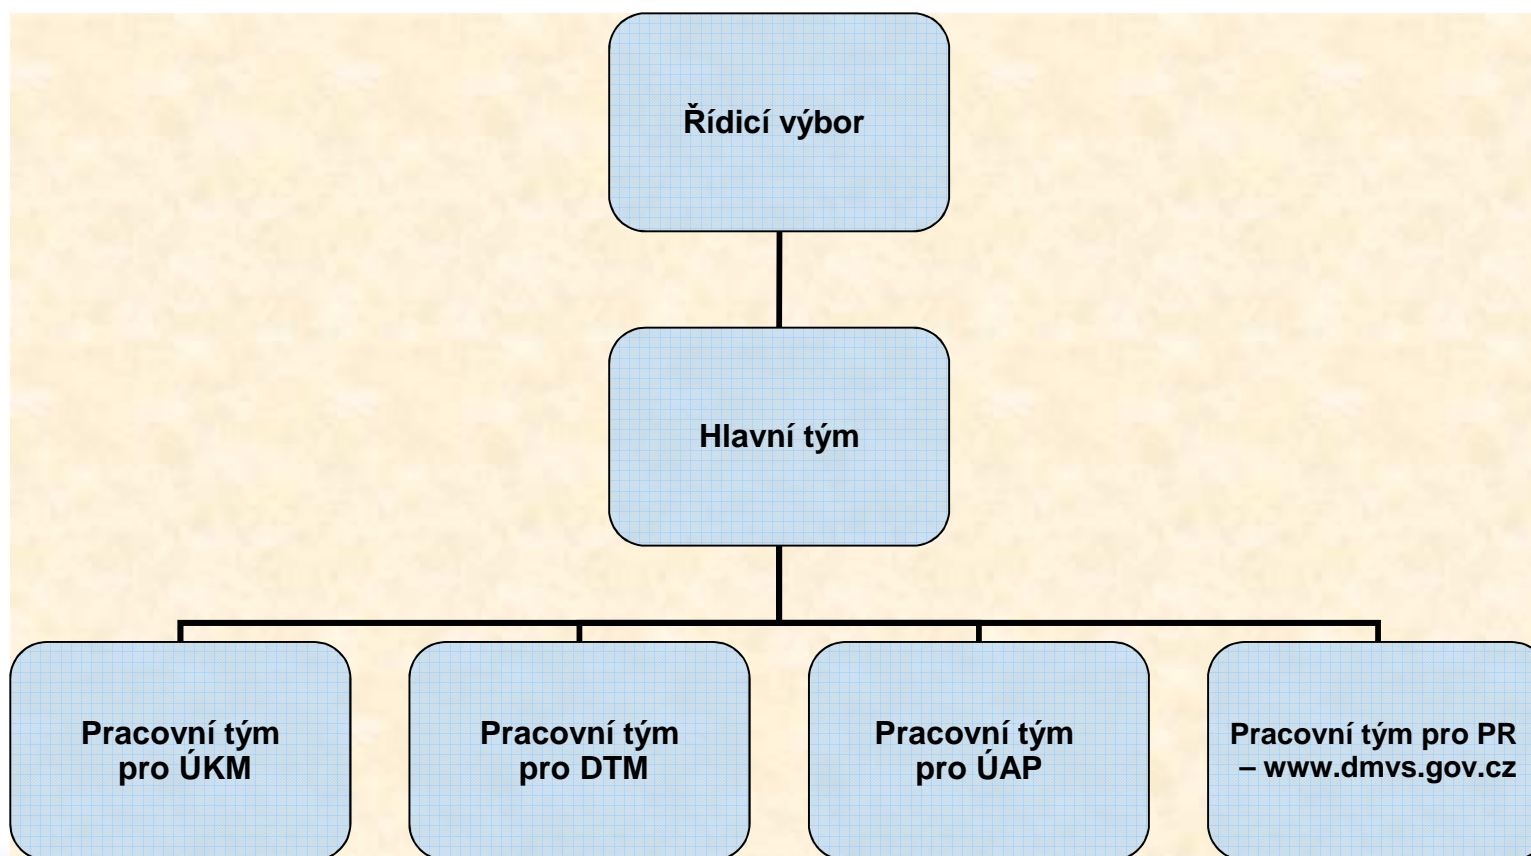 Řídicí výbor
Hlavní tým
Pracovní tým
pro ÚKM
Pracovní tým
pro DTM
Pracovní tým
pro ÚAP
Pracovní tým pro PR
– www.dmvs.gov.cz